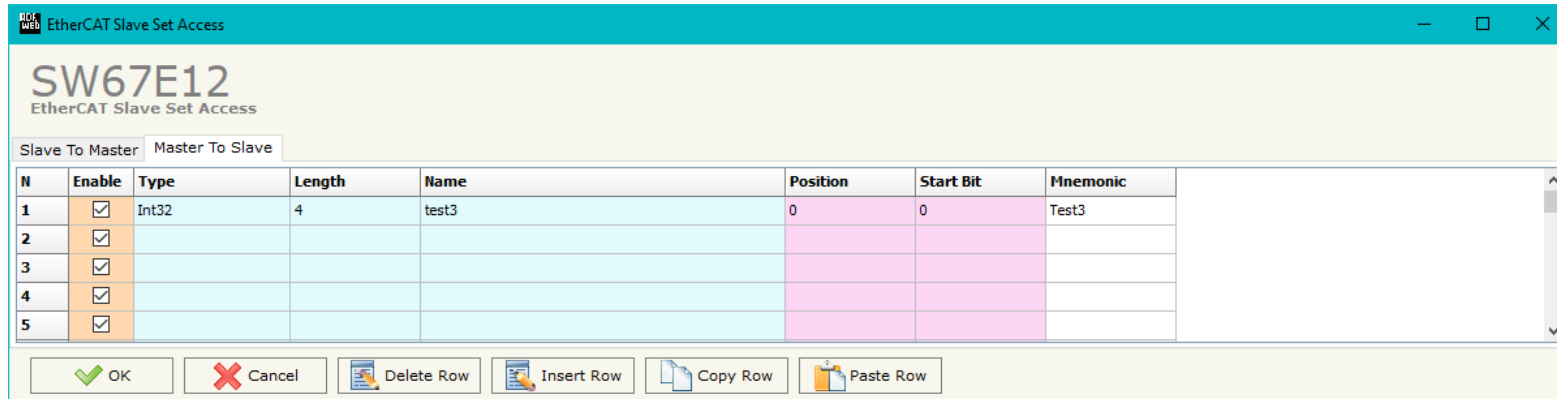 ADF web EtherCAT Slave Set Access
SW67E12
EtherCAT Slave Set Access
Slave To Master Master To Slave
N Enable Type Length Name Position Start Bit Mnemonic
1 Int32 4 test3 0 0 Test3
2
3
4
5
OK Cancel Delete Row Insert Row Copy Row Paste Row